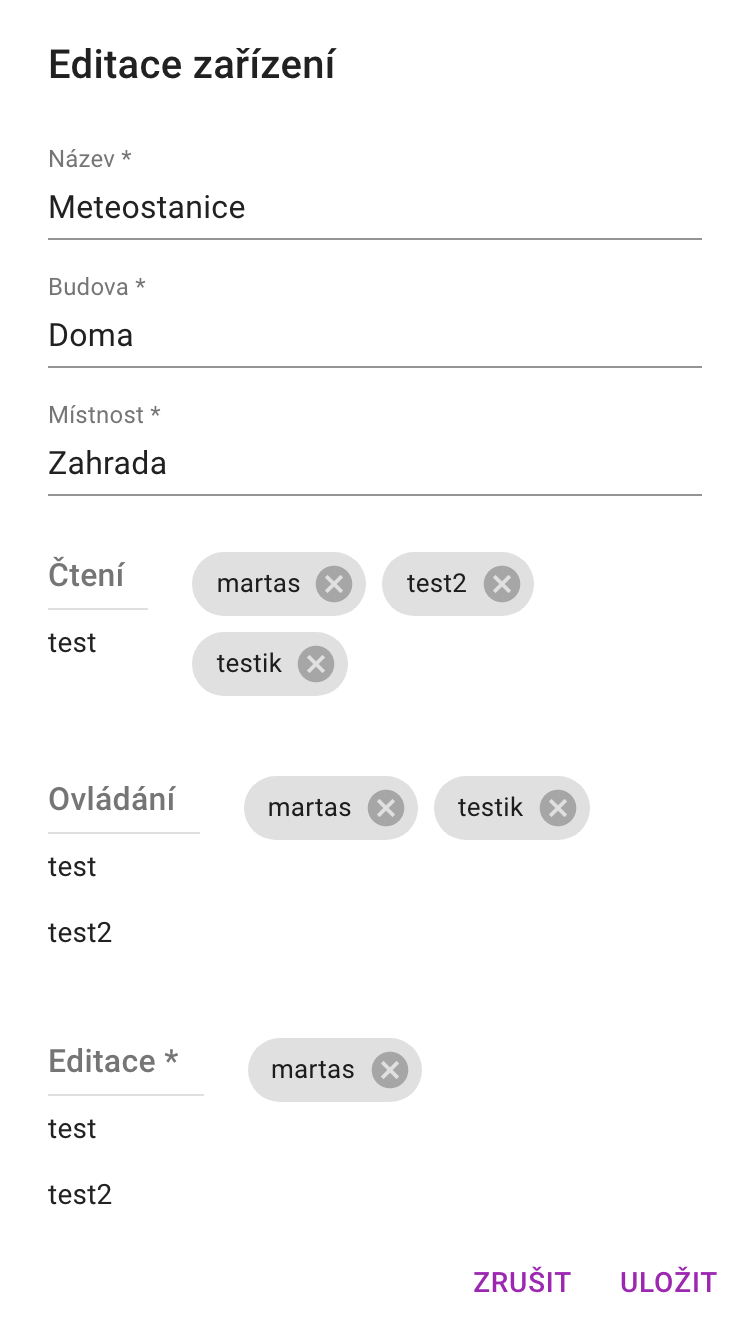 Editace zařízení
Název *
Meteostanice
Budova *
Doma
Místnost *
Zahrada
Čtení
martas test2
test
testik
Ovládání
martas testik
test
test2
Editace *
martas
test
test2
ZRUŠIT ULOŽIT